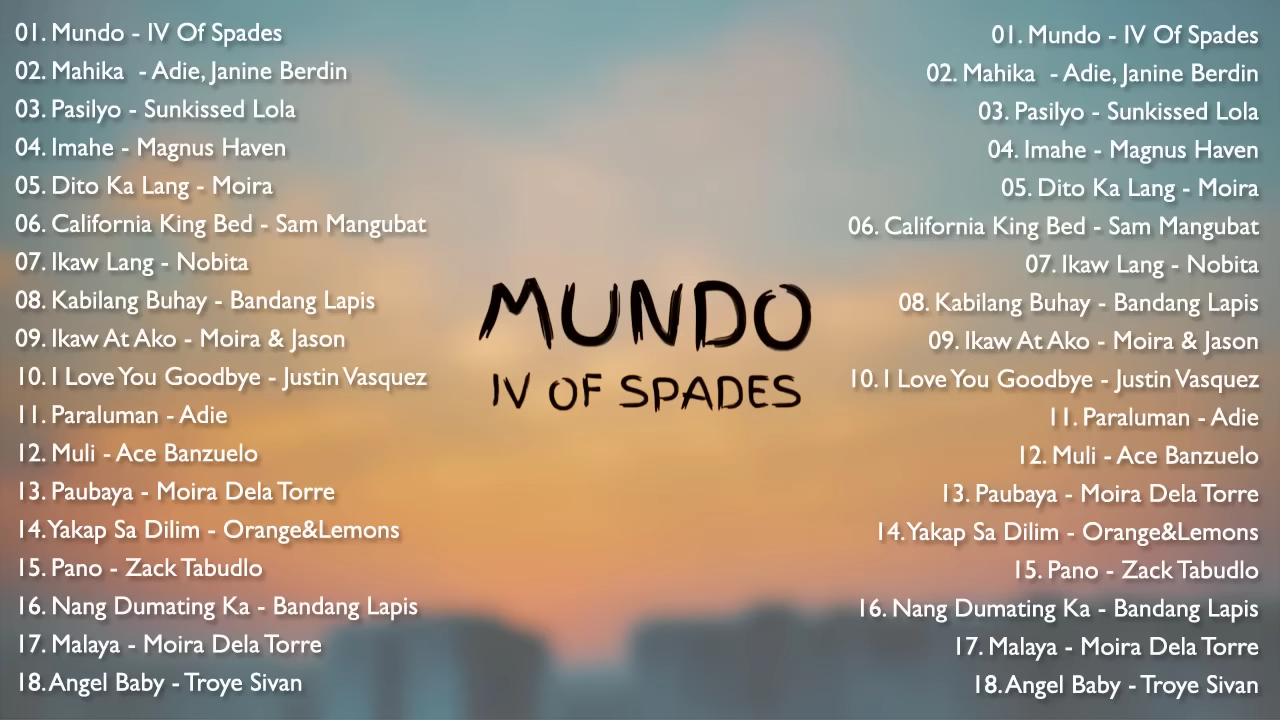 01. Mundo - IV Of Spades
02. Mahika  - Adie, Janine Berdin
03. Pasilyo - Sunkissed Lola
04. Imahe - Magnus Haven
05. Dito Ka Lang - Moira
06. California King Bed - Sam Mangubat
07. Ikaw Lang - Nobita
08. Kabilang Buhay - Bandang Lapis
09. Ikaw At Ako - Moira & Jason
10. I Love You Goodbye - Justin Vasquez
11. Paraluman - Adie
12. Muli - Ace Banzuelo
13. Paubaya - Moira Dela Torre
14. Yakap Sa Dilim - Orange&Lemons
15. Pano - Zack Tabudlo
16. Nang Dumating Ka - Bandang Lapis
17. Malaya - Moira Dela Torre
18. Angel Baby - Troye Sivan
MUNDO
IV OF SPADES
01. Mundo - IV Of Spades
02. Mahika  - Adie, Janine Berdin
03. Pasilyo - Sunkissed Lola
04. Imahe - Magnus Haven
05. Dito Ka Lang - Moira
06. California King Bed - Sam Mangubat
07. Ikaw Lang - Nobita
08. Kabilang Buhay - Bandang Lapis
09. Ikaw At Ako - Moira & Jason
10. I Love You Goodbye - Justin Vasquez
11. Paraluman - Adie
12. Muli - Ace Banzuelo
13. Paubaya - Moira Dela Torre
14. Yakap Sa Dilim - Orange&Lemons
15. Pano - Zack Tabudlo
16. Nang Dumating Ka - Bandang Lapis
17. Malaya - Moira Dela Torre
18. Angel Baby - Troye Sivan